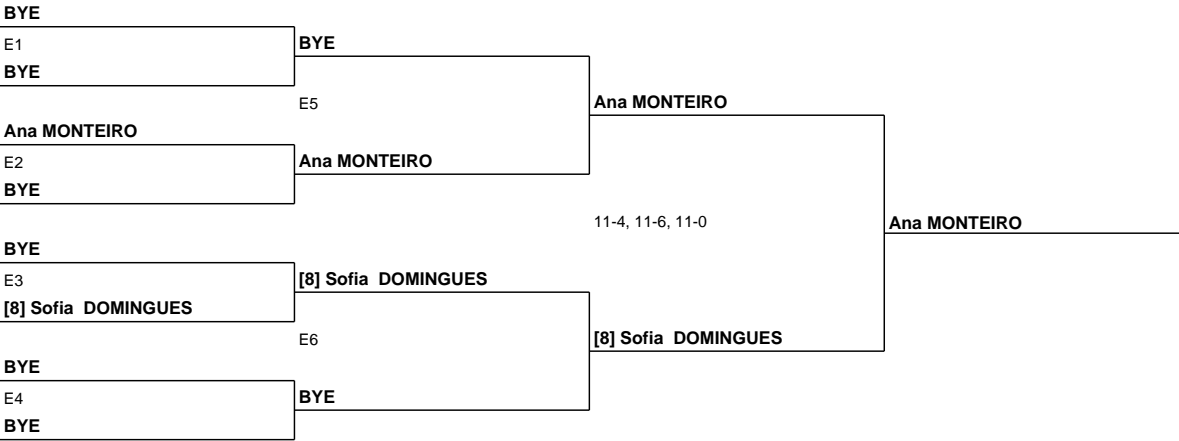 BYE
E1
BYE
BYE
E5
Ana MONTEIRO
Ana MONTEIRO
E2
Ana MONTEIRO
BYE
11-4, 11-6, 11-0
Ana MONTEIRO
BYE
E3
[8] Sofia  DOMINGUES
[8] Sofia  DOMINGUES
E6
[8] Sofia  DOMINGUES
BYE
E4
BYE
BYE